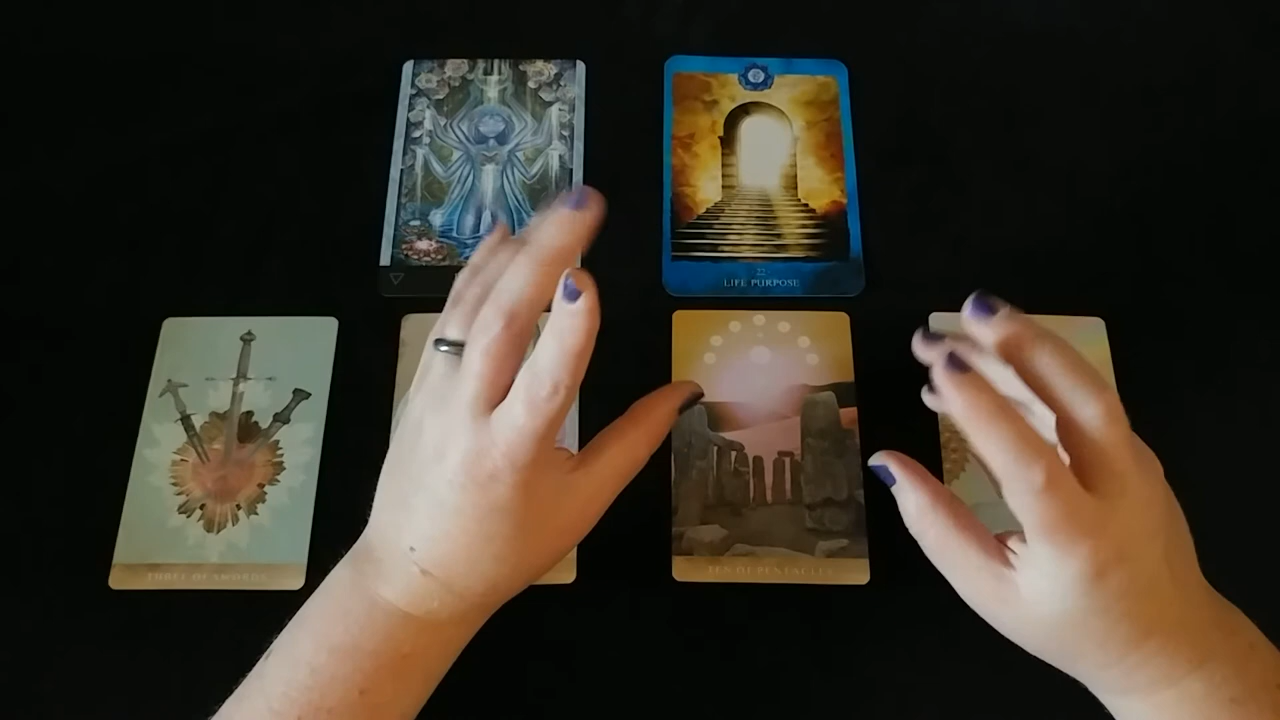 22
LIFE PURPOSE
THREE OF SWORDS
TEN OF PENTACLES